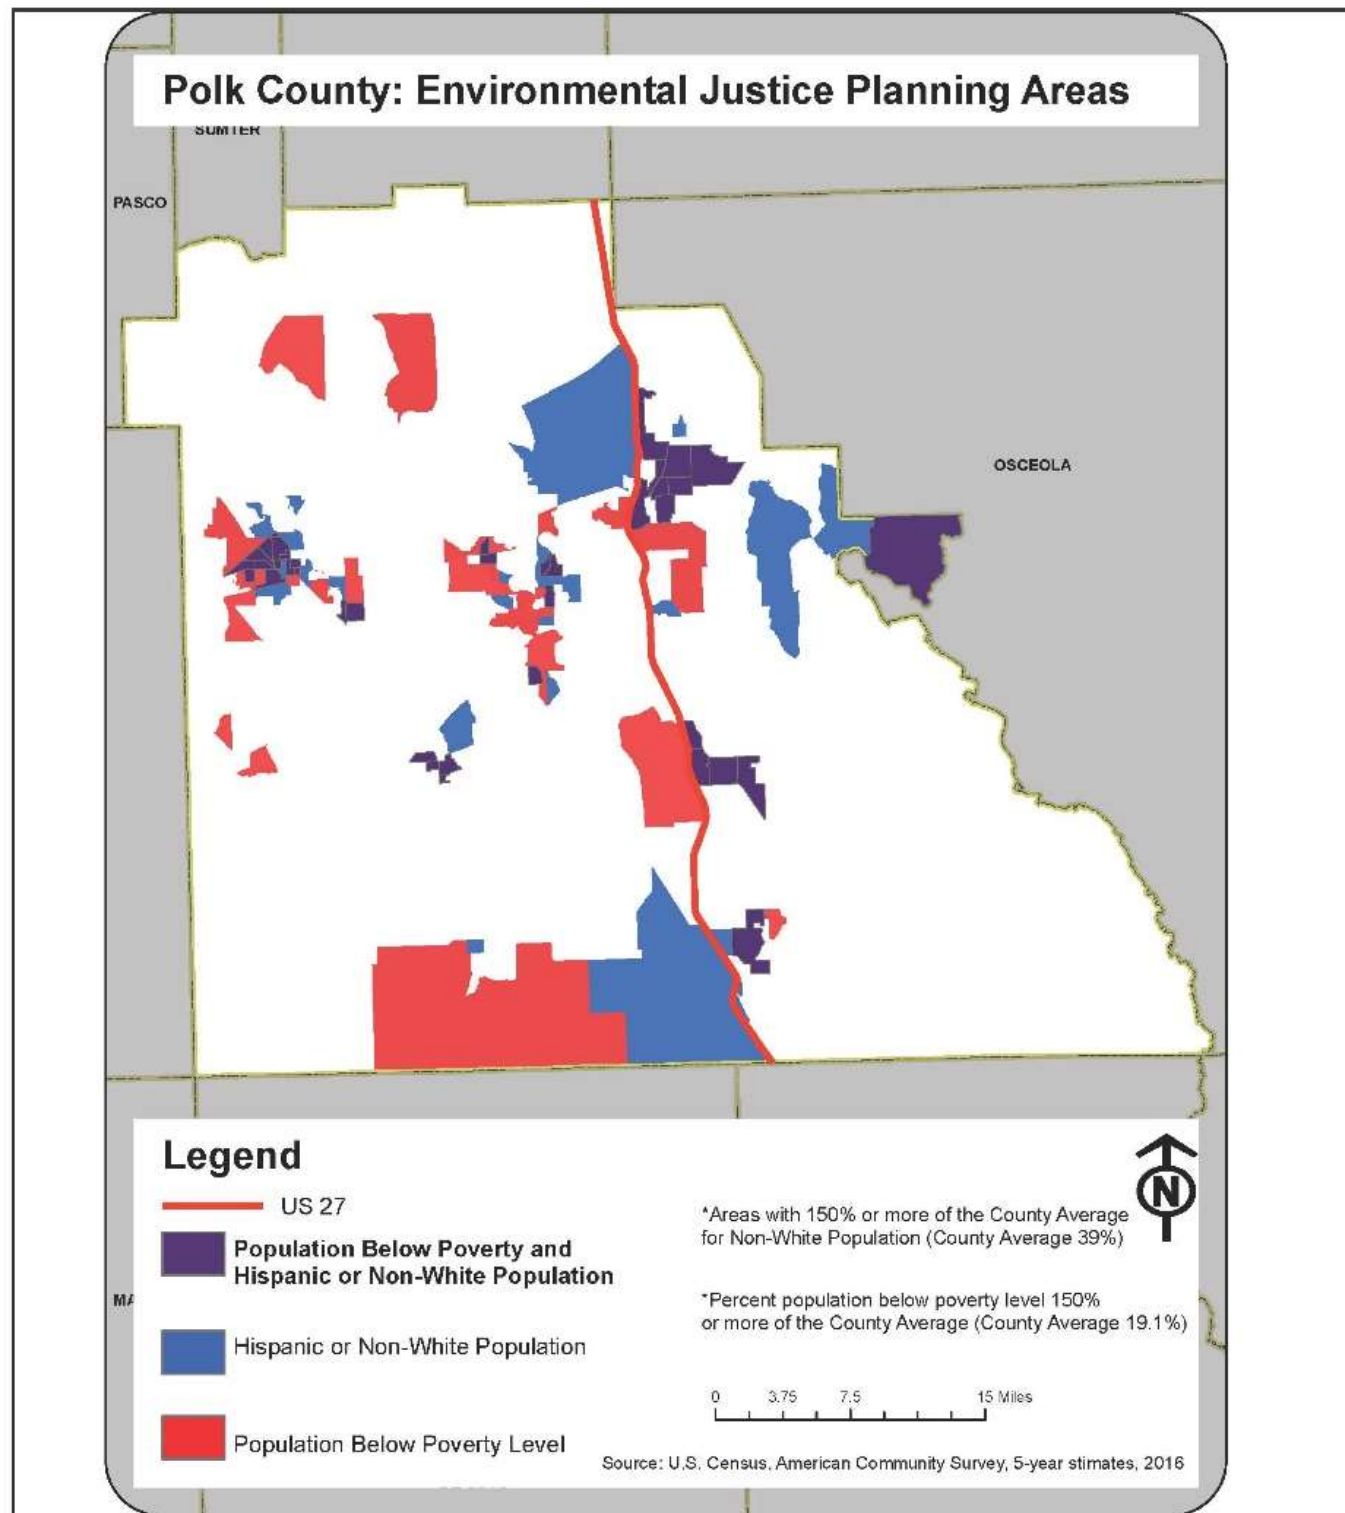 Polk County: Environmental Justice Planning Areas
SUMTER
PASCO
OSCEOLA
Legend
US 27
Population Below Poverty and
Hispanic or Non-White Population
Hispanic or Non-White Population
Population Below Poverty Level
MA
N
*Areas with 150% or more of the County Average
for Non-White Population (County Average 39%)
*Percent population below poverty level 150%
or more of the County Average (County Average 19.1%)
0 3.75 7.5 15 Miles
Source: U.S. Census, American Community Survey, 5-year stimates, 2016